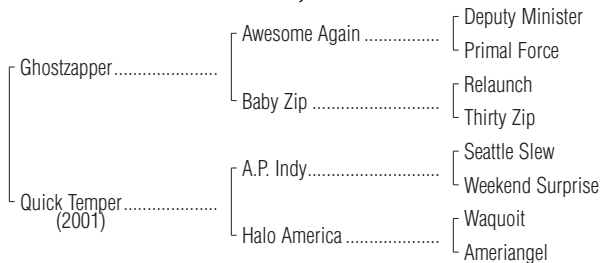 Deputy Minister
Awesome Again ................
Primal Force
Ghostzapper......................
Relaunch
Baby Zip ...........................
Thirty Zip
Seattle Slew
A.P. Indy............................
Weekend Surprise
Quick Temper....................
(2001)
Waquoit
Halo America ....................
Ameriangel